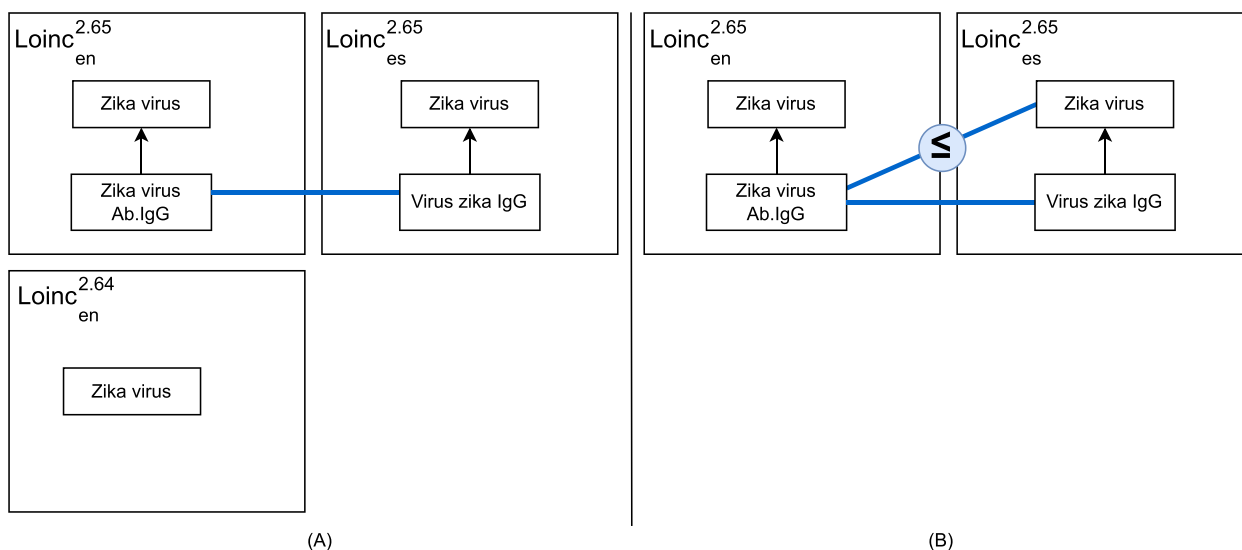 Loinc 2.65 en
Zika virus
Zika virus
Ab.IgG
Loinc 2.65 es
Zika virus
Virus zika IgG
Loinc 2.64 en
Zika virus
(A)
Loinc 2.65 en
Zika virus
Zika virus
Ab.IgG
≤
Loinc 2.65 es
Zika virus
Virus zika IgG
(B)